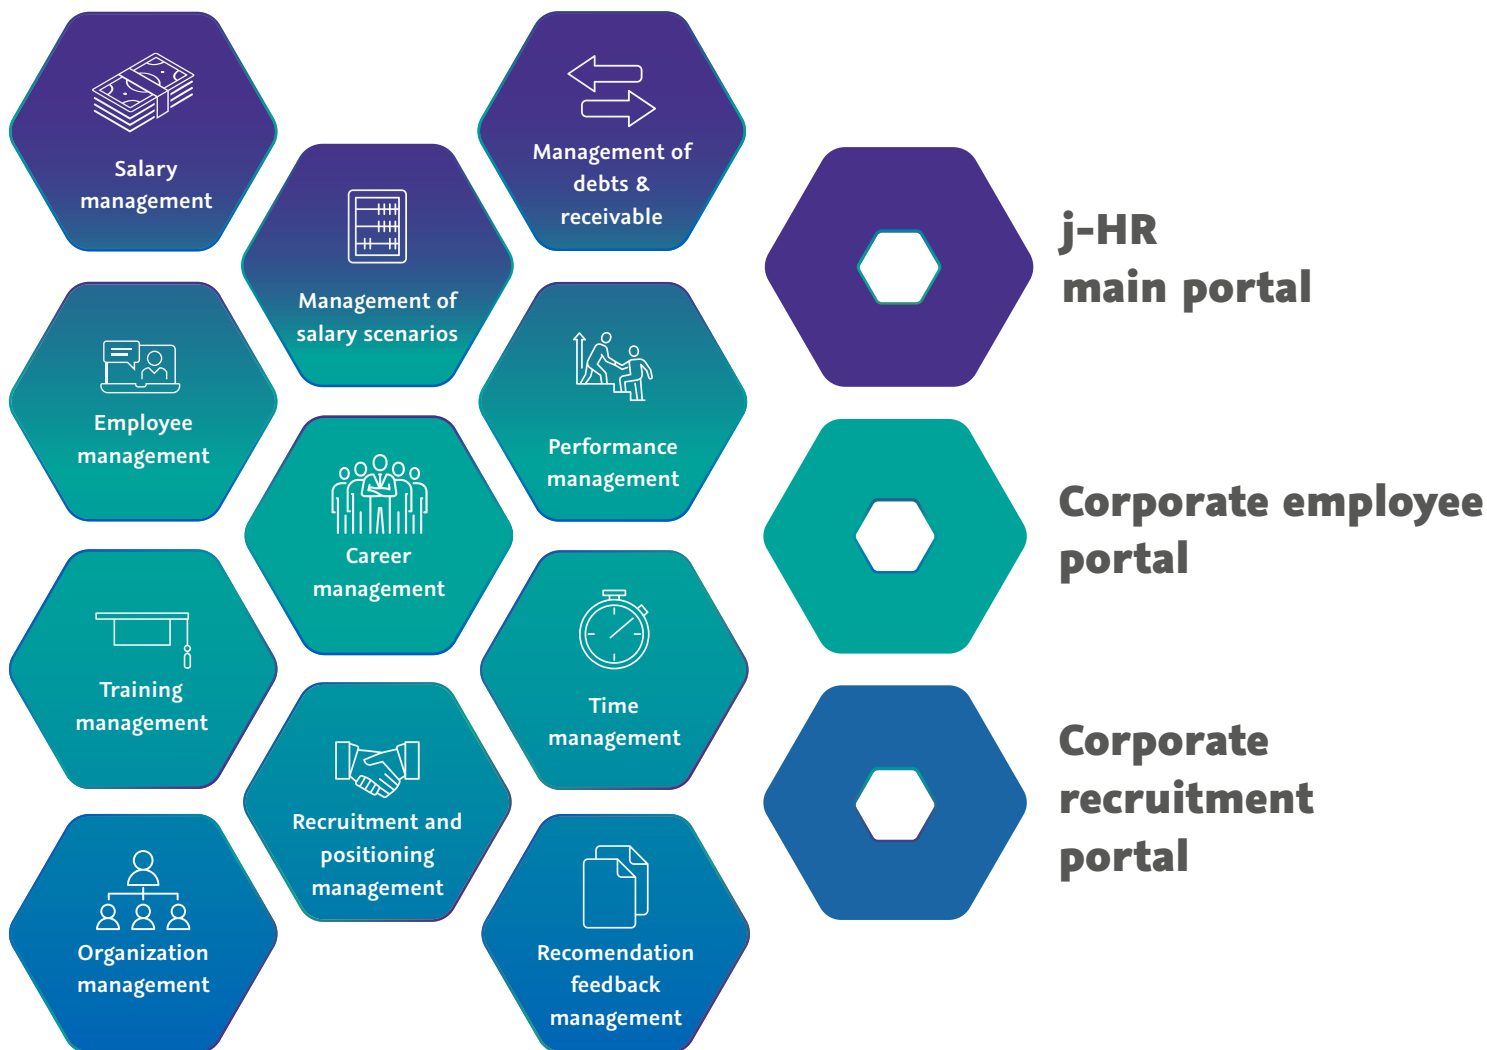 Salary
management
Management of
debts &
receivable
Management of
salary scenarios
Employee
management
Performance
management
Career
management
Training
management
Time
management
Recruitment and
positioning
management
Organization
management
Recomendation
feedback
management
j-HR
main portal
Corporate employee
portal
Corporate
recruitment
portal